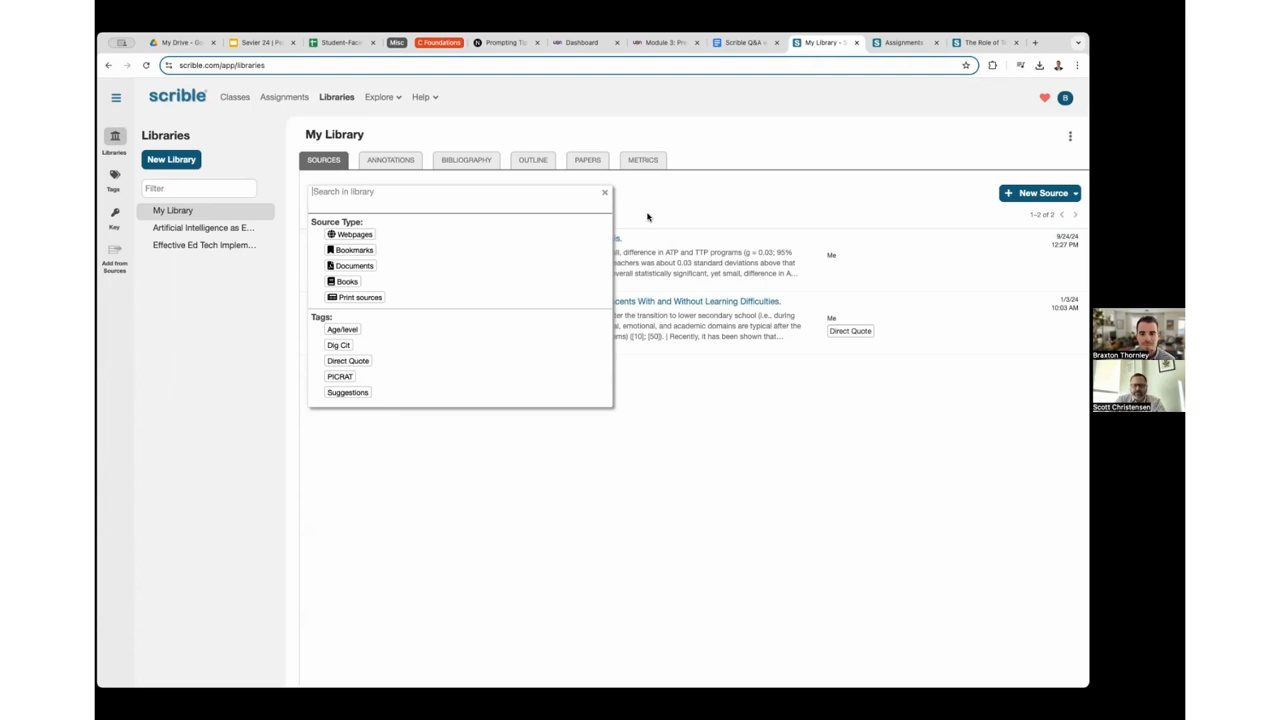 My Drive - Go
Sevier 24 | Pa
Student-Fac
Misc
C Foundations
Prompting Tip
Dashboard
Module 3: Pri
Scrible Q&A w
My Library - S
Assignments
The Role of T
scrible.com/app/libraries
scrible
Classes
Assignments
Libraries
Explore
Help
B
Libraries
Tags
Key
Add from
Sources
Libraries
New Library
Filter
My Library
Artificial Intelligence as E...
Effective Ed Tech Implem...
My Library
SOURCES
ANNOTATIONS
BIBLIOGRAPHY
OUTLINE
PAPERS
METRICS
Search in library
+ New Source
1–2 of 2
Source Type:
Webpages
Bookmarks
Documents
Books
Print sources
Tags:
Age/level
Dig Cit
Direct Quote
PICRAT
Suggestions
s.
ll, difference in ATP and TTP programs (g = 0.03; 95%
achers was about 0.03 standard deviations above that
verall statistically significant, yet small, difference in A...
Me
9/24/24
12:27 PM
cents With and Without Learning Difficulties.
er the transition to lower secondary school (i.e., during
l, emotional, and academic domains are typical after the
ms) ([10]; [50]). | Recently, it has been shown that...
Me
Direct Quote
1/3/24
10:03 AM
Braxton Thornley
Scott Christensen